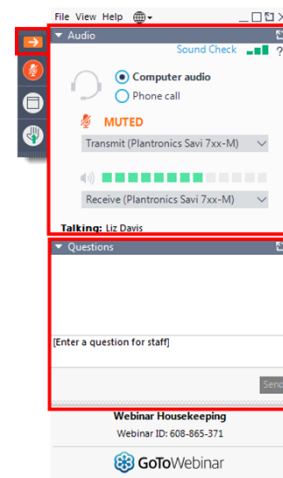 File View Help
Audio
Sound Check ?
Computer audio
Phone call
MUTED
Transmit (Plantronics Savi 7xx-M)
Receive (Plantronics Savi 7xx-M)
Talking: Liz Davis
Questions
[Enter a question for staff]
Send
Webinar Housekeeping
Webinar ID: 608-865-371
GoToWebinar